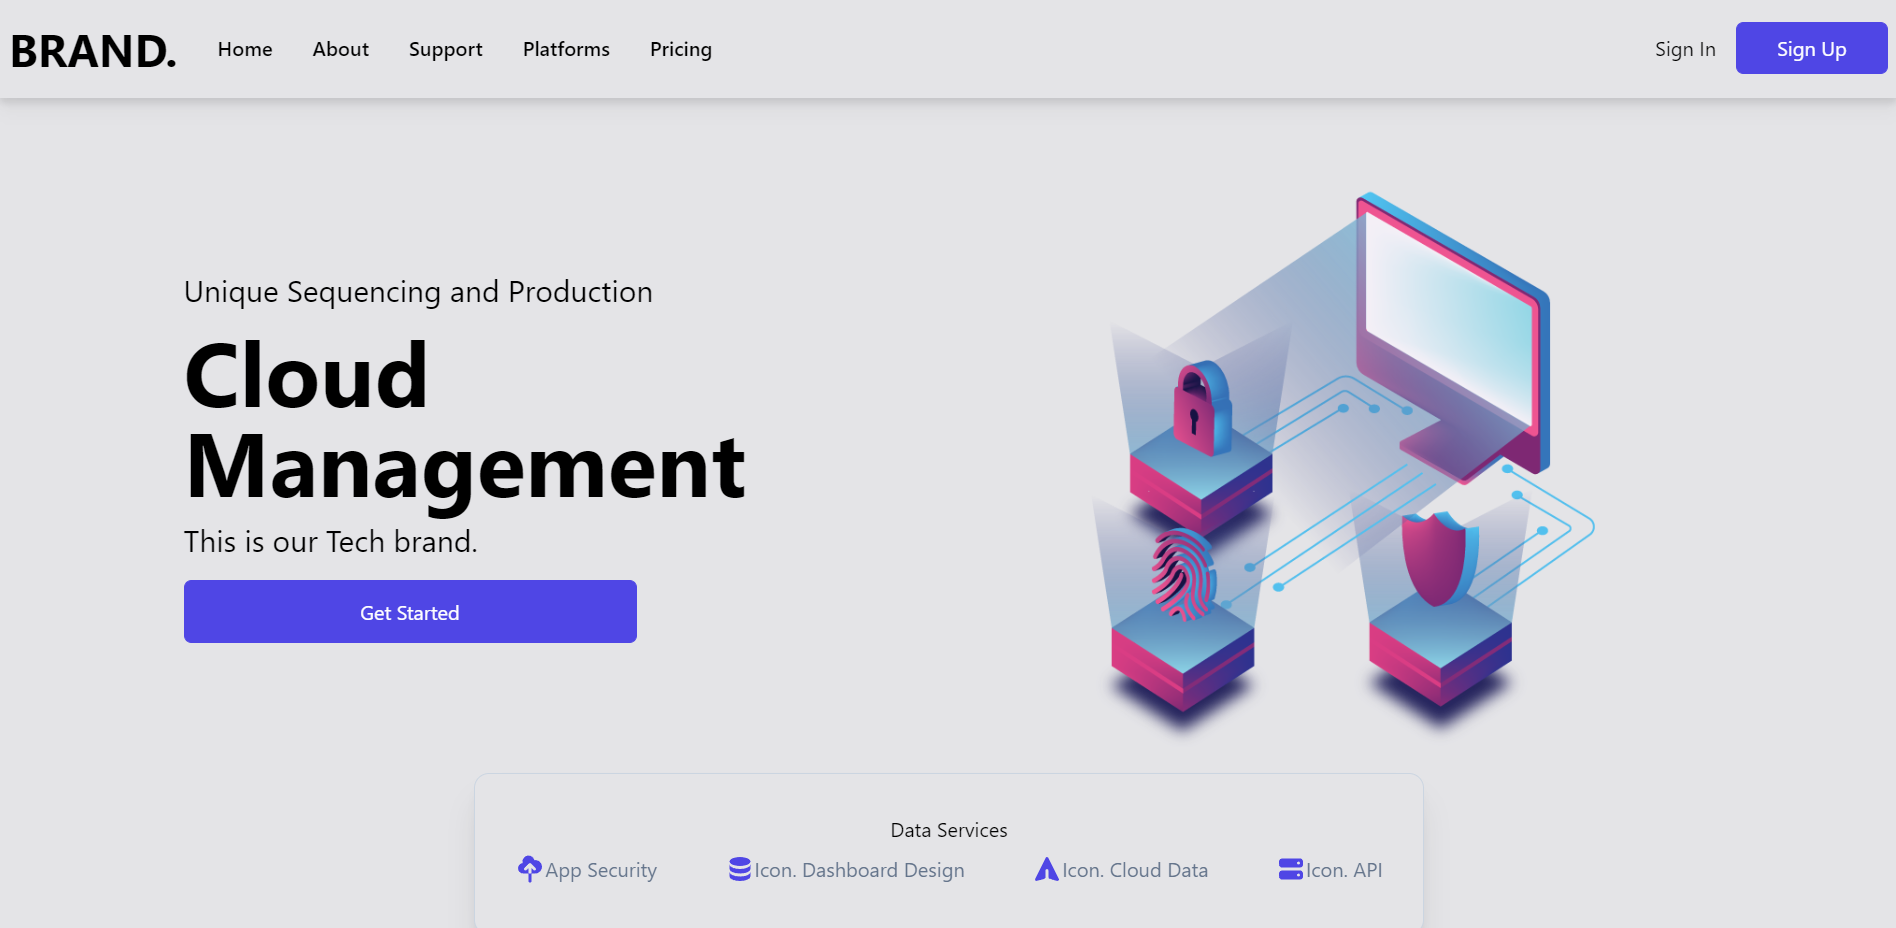 BRAND. Home About Support Platforms Pricing Sign In Sign Up
Unique Sequencing and Production
Cloud
Management
This is our Tech brand.
Get Started
Data Services
App Security Icon. Dashboard Design Icon. Cloud Data Icon. API